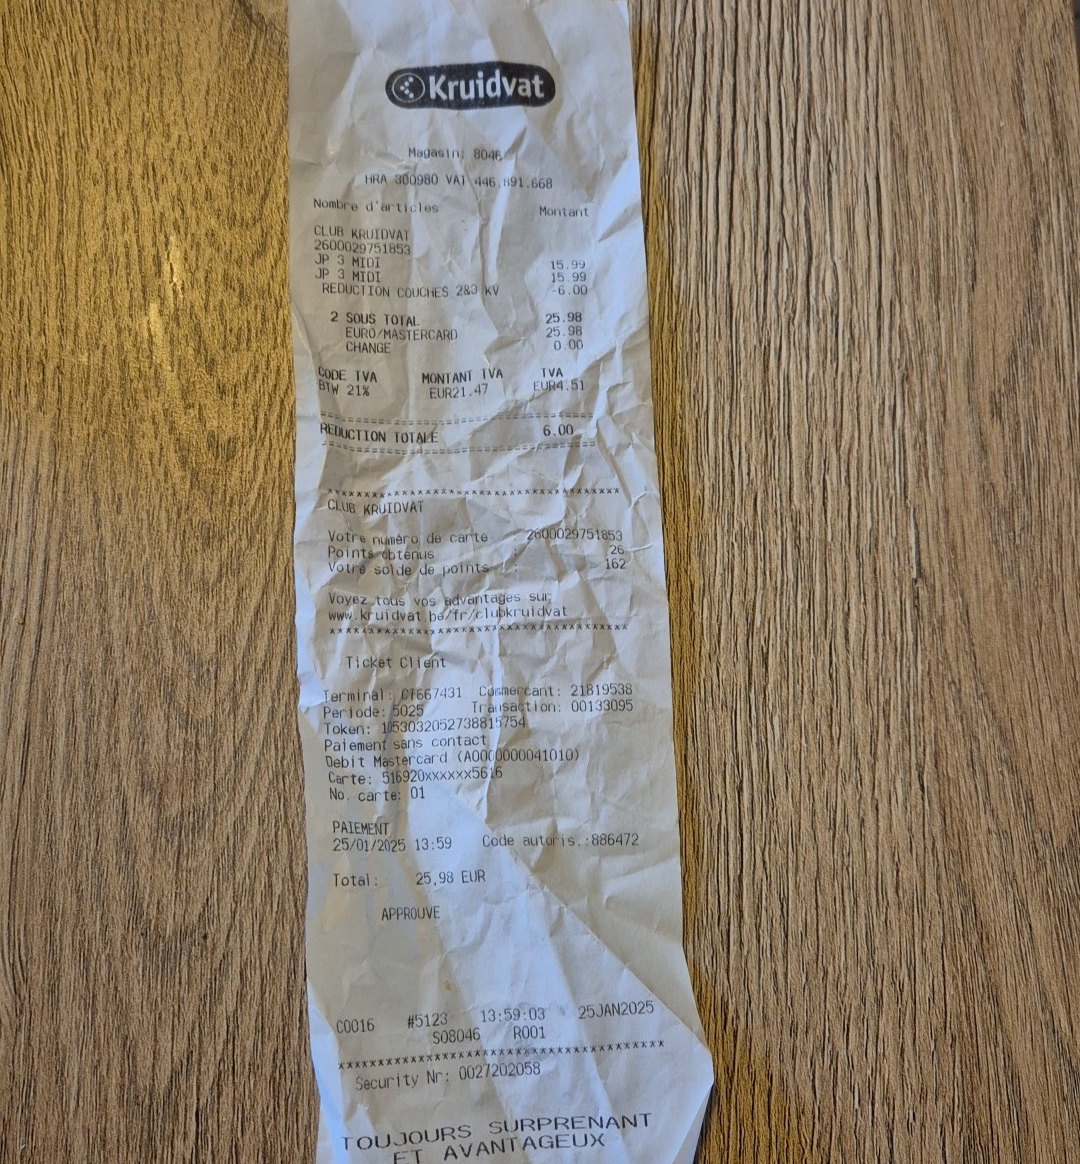 Kruidvat
Magasin: 8046
HRA 300980 VAT 446.891.668
Nombre d'articles Montant
CLUB KRUIDVAT
2600029751853
JP 3 MIDI 15.99
JP 3 MIDI 15.99
REDUCTION COUCHES 2&3 KV -6.00
2 SOUS TOTAL 25.98
EURO/MASTERCARD 25.98
CHANGE 0.00
CODE TVA MONTANT TVA TVA
BTW 21% EUR21.47 EUR4.51
========================================
REDUCTION TOTALE 6.00
========================================
****************************************
CLUB KRUIDVAT
Votre numéro de carte : 2600029751853
Points obtenus : 26
Votre solde de points : 162
Voyez tous vos advantages sur
www.kruidvat.be/fr/clubkruidvat
****************************************
Ticket Client
Terminal: CT667431 Commercant: 21819538
Periode: 5025 Transaction: 00133095
Token: 1053032052738815754
Paiement sans contact
Debit Mastercard (A0000000041010)
Carte: 516920xxxxxx5616
No. carte: 01
PAIEMENT
25/01/2025 13:59 Code autoris.:886472
Total: 25,98 EUR
APPROUVE
C0016 #5123 13:59:03 25JAN2025
S08046 R001
****************************************
Security Nr: 0027202058
TOUJOURS SURPRENANT
ET AVANTAGEUX